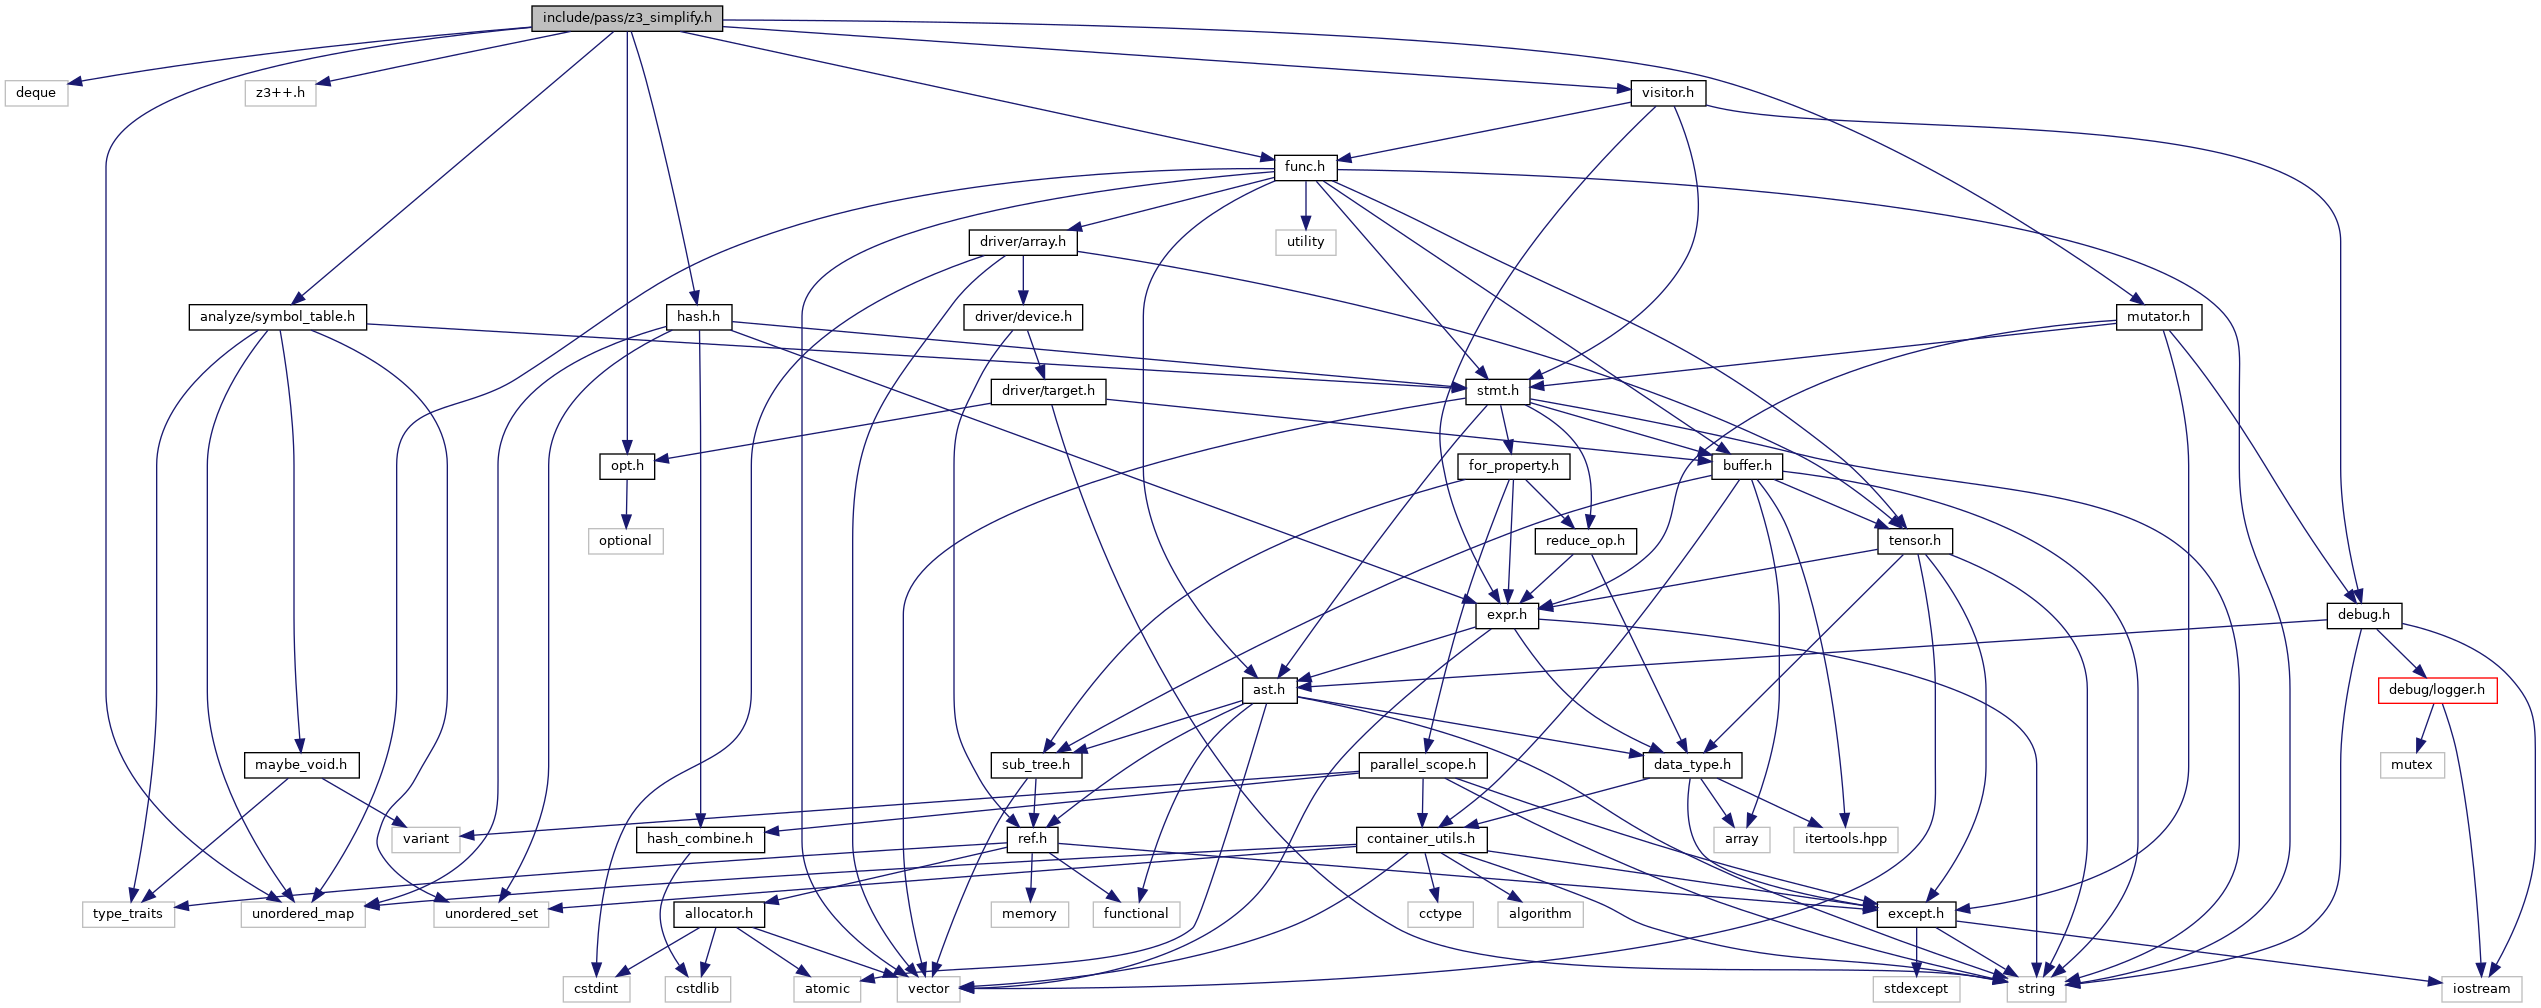 include/pass/z3_simplify.h
deque
z3++.h
visitor.h
func.h
driver/array.h
utility
analyze/symbol_table.h
hash.h
driver/device.h
mutator.h
driver/target.h
stmt.h
opt.h
for_property.h
buffer.h
optional
reduce_op.h
tensor.h
expr.h
debug.h
ast.h
debug/logger.h
maybe_void.h
sub_tree.h
parallel_scope.h
data_type.h
mutex
variant
hash_combine.h
ref.h
container_utils.h
array
itertools.hpp
type_traits
unordered_map
unordered_set
allocator.h
memory
functional
cctype
algorithm
except.h
cstdint
cstdlib
atomic
vector
stdexcept
string
iostream